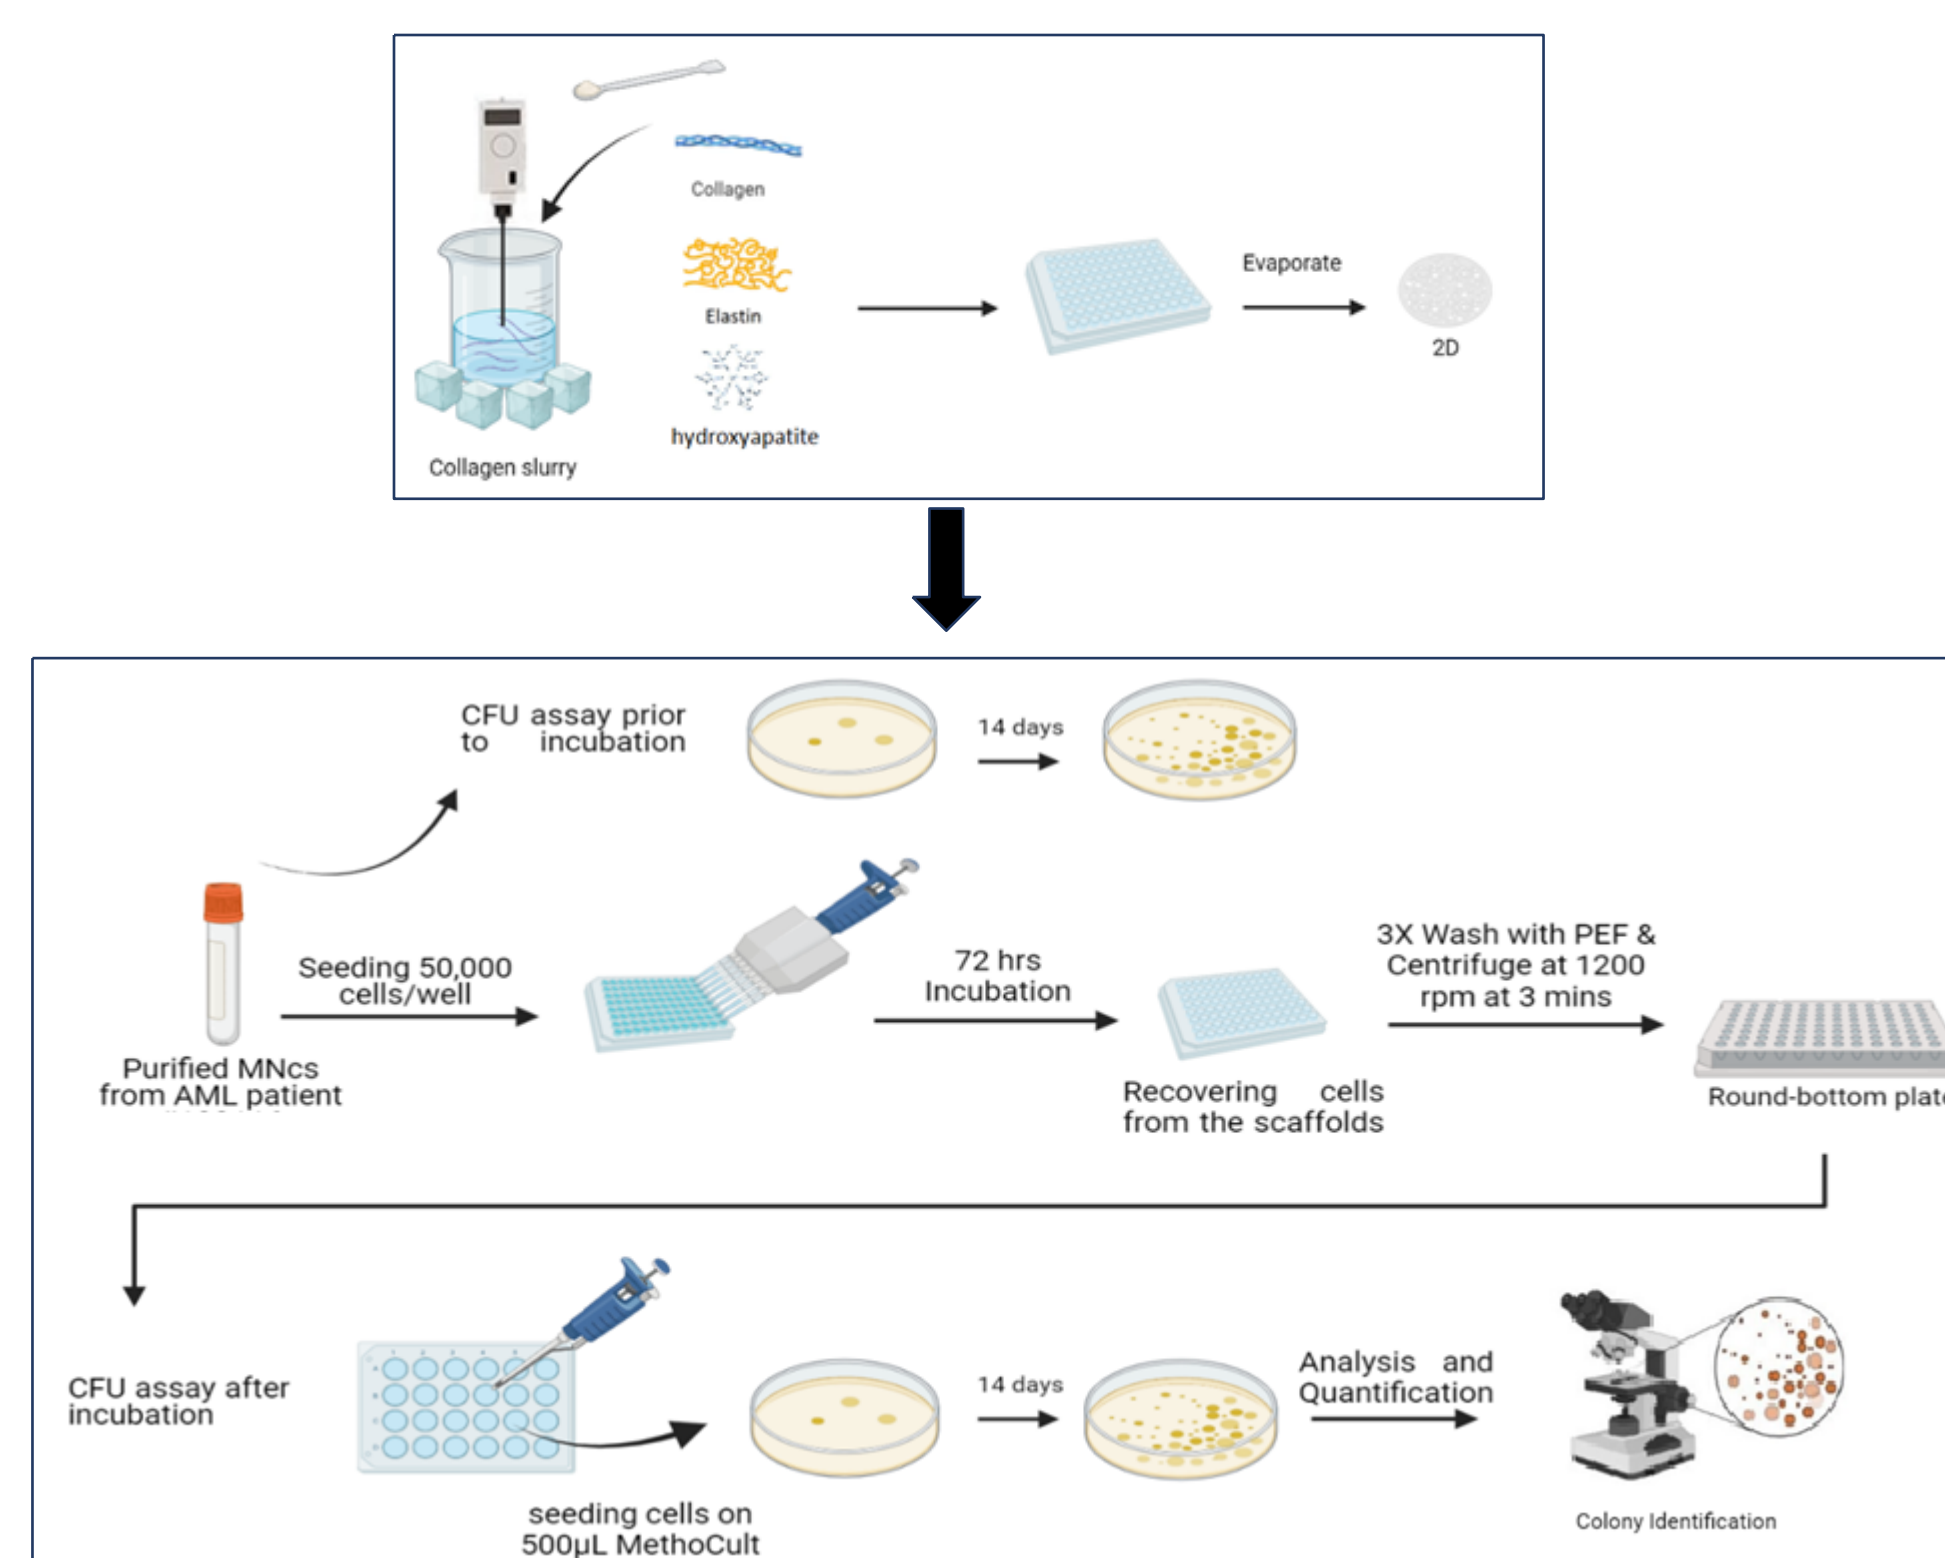 Collagen
Elastin
hydroxyapatite
Collagen slurry
Evaporate
2D
CFU assay prior
to incubation
14 days
Purified MNcs
from AML patient
Seeding 50,000
cells/well
72 hrs
Incubation
Recovering cells
from the scaffolds
3X Wash with PEF &
Centrifuge at 1200
rpm at 3 mins
Round-bottom plate
CFU assay after
incubation
seeding cells on
500µL MethoCult
14 days
Analysis and
Quantification
Colony Identification